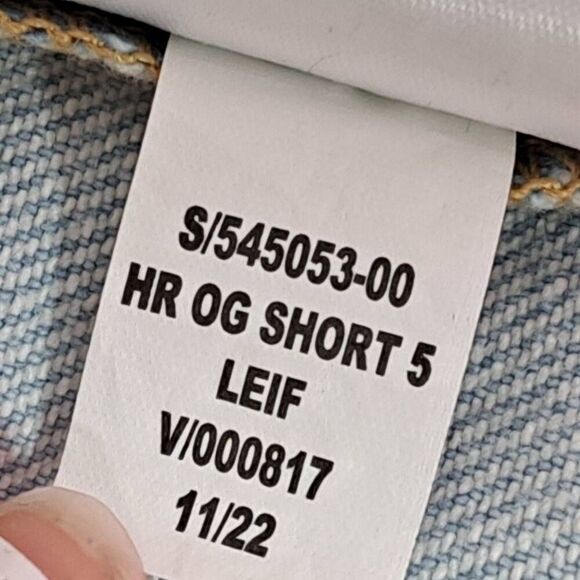 S/545053-00
HR OG SHORT 5
LEIF
V/000817
11/22